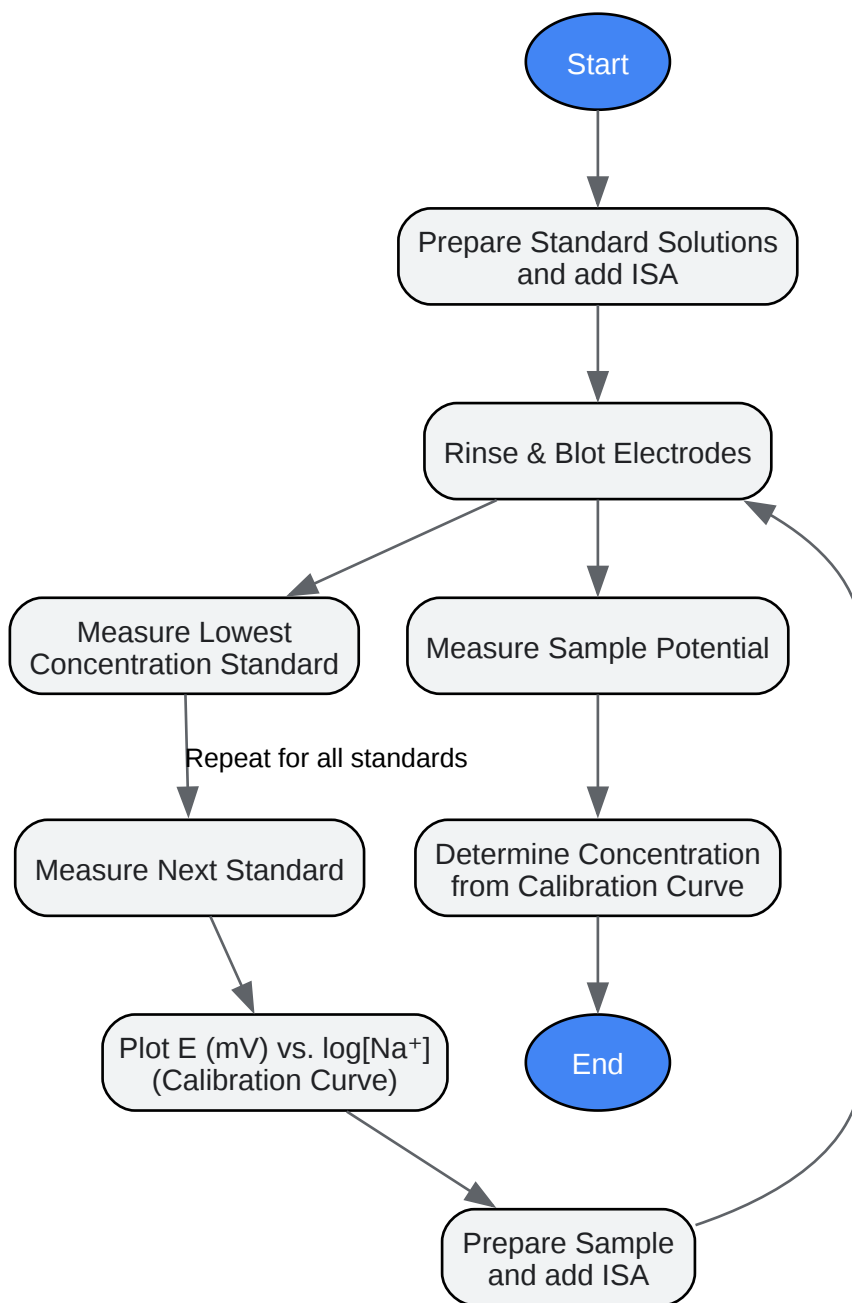 Start
Prepare Standard Solutions
and add ISA
Rinse & Blot Electrodes
Measure Lowest
Concentration Standard
Measure Sample Potential
Repeat for all standards
Measure Next Standard
Determine Concentration
from Calibration Curve
Plot E (mV) vs. log[Na⁺]
(Calibration Curve)
End
Prepare Sample
and add ISA